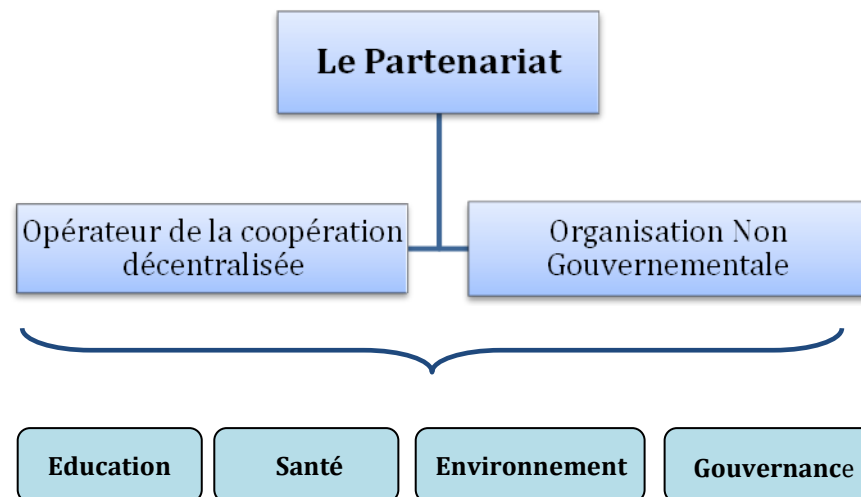 Le Partenariat
Opérateur de la coopération
décentralisée
Organisation Non
Gouvernementale
Education
Santé
Environnement
Gouvernance